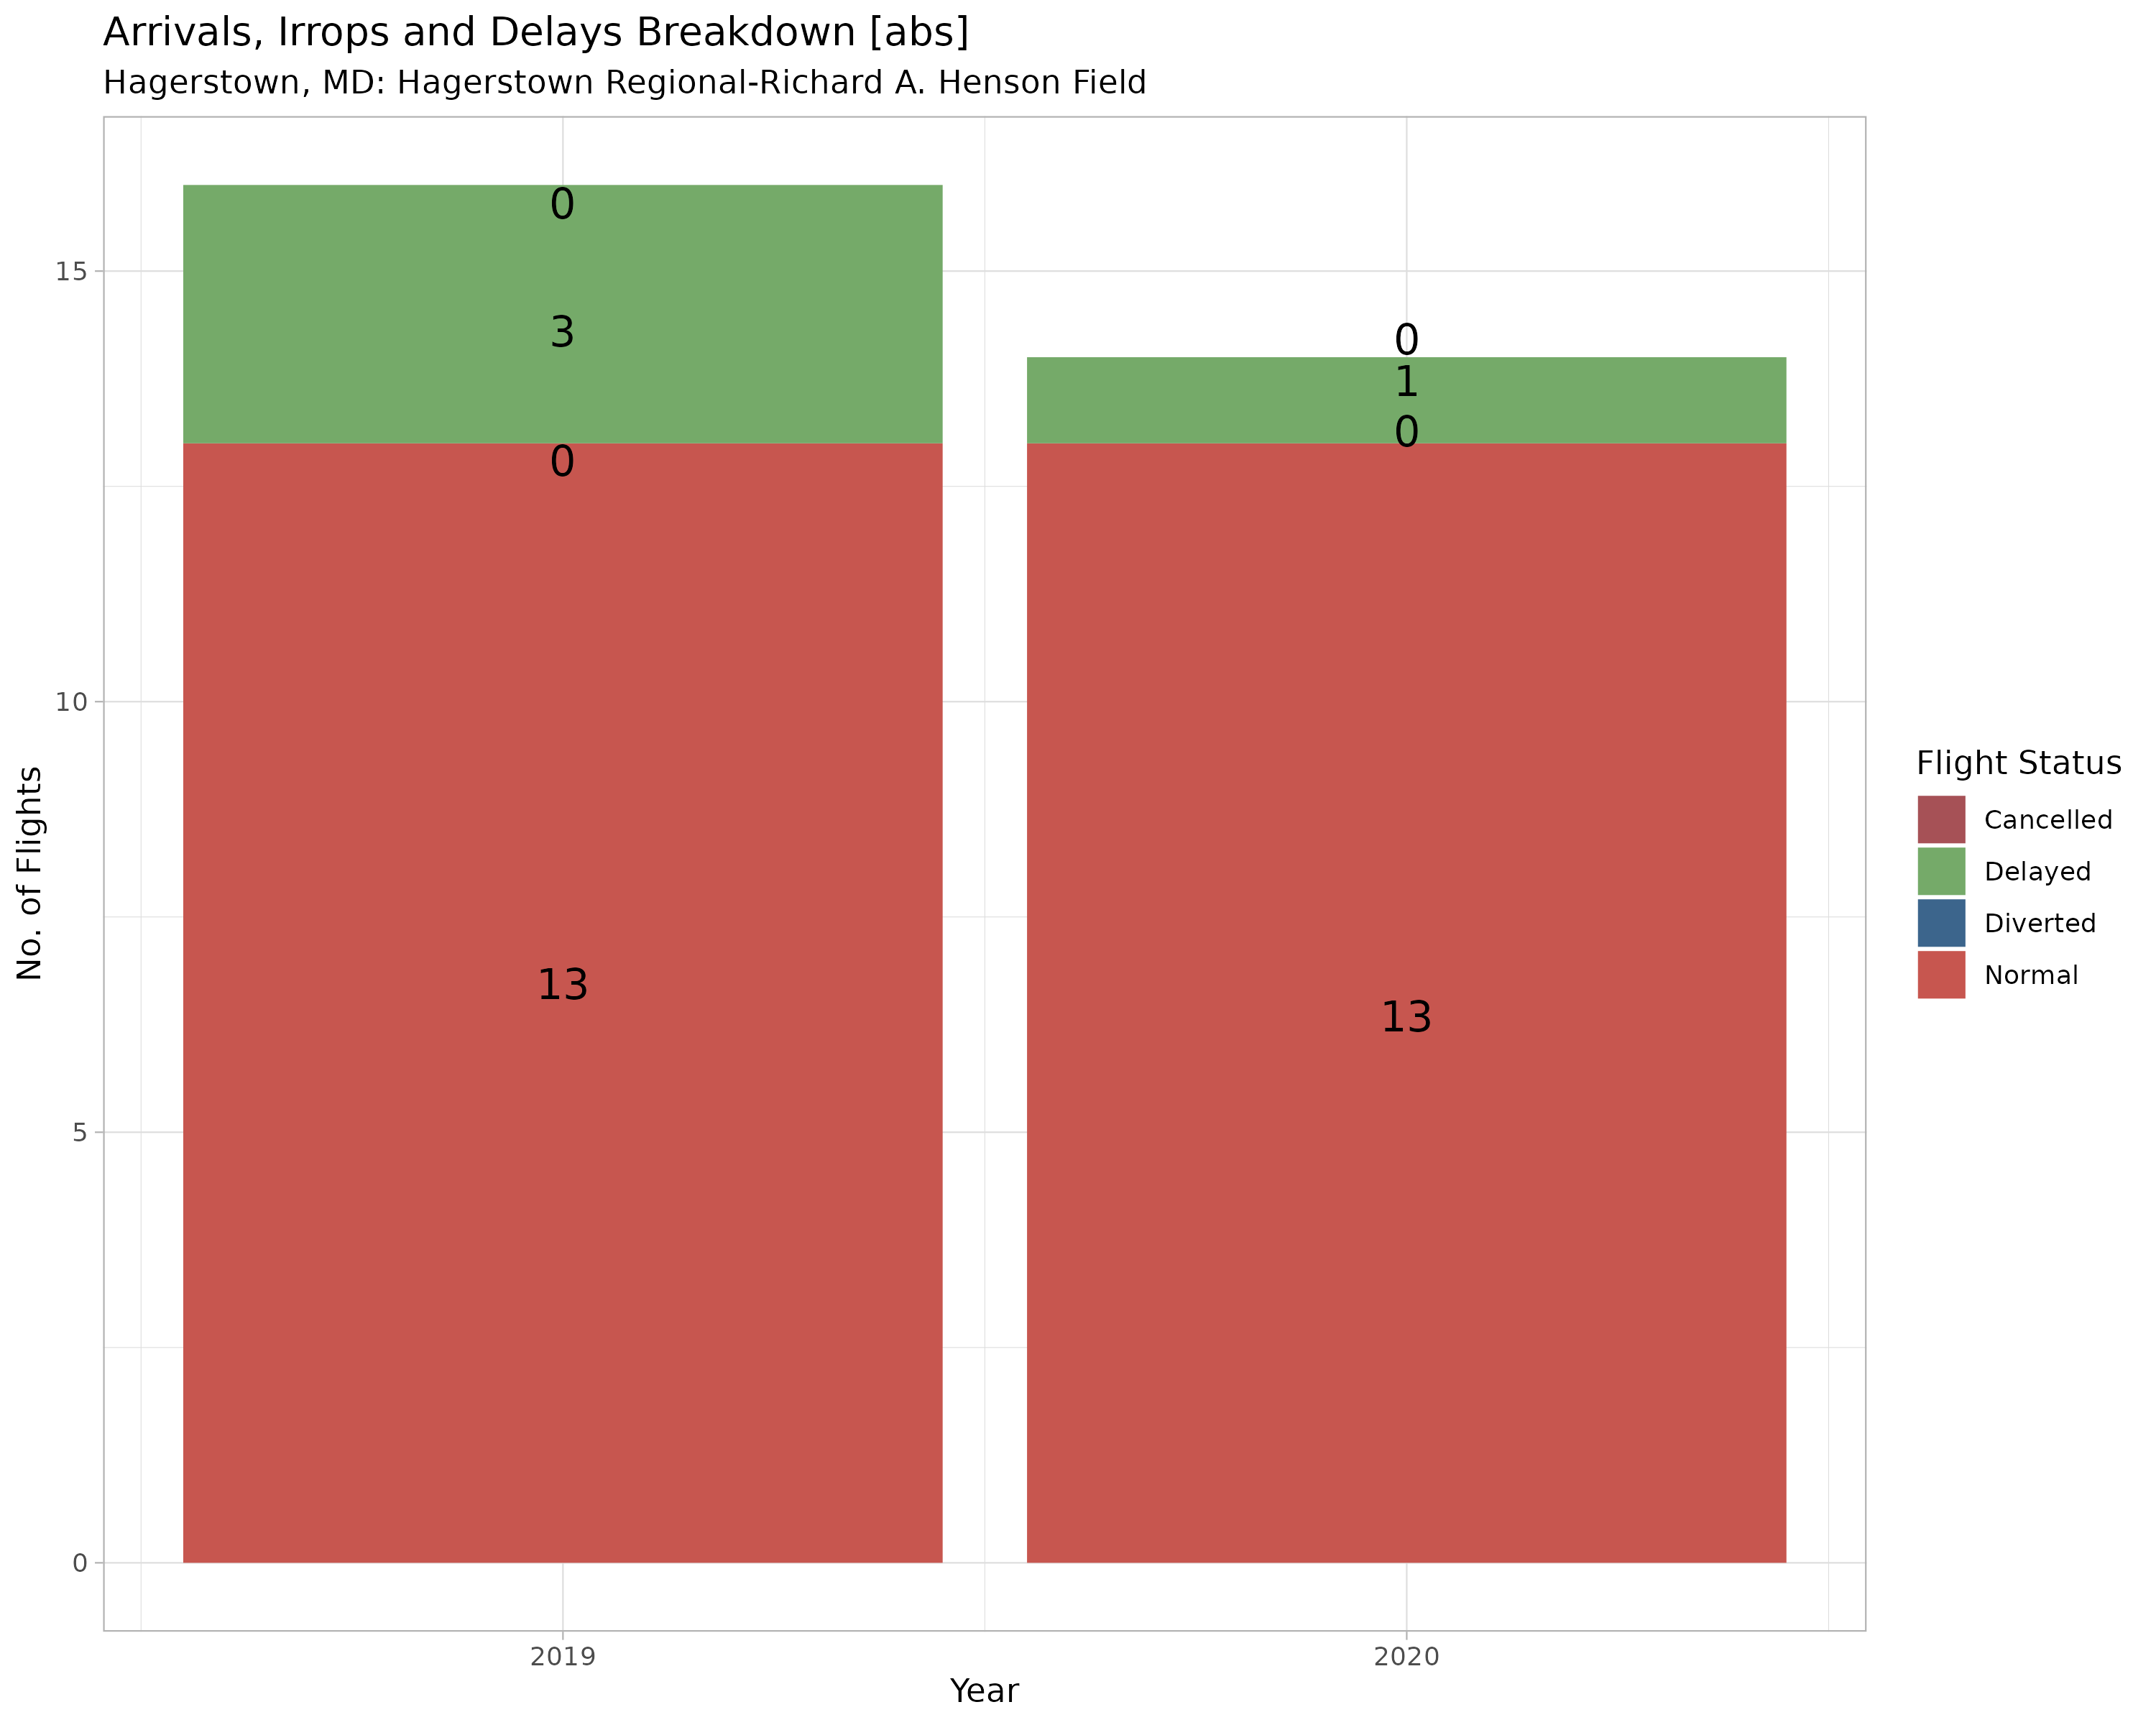 Arrivals, Irrops and Delays Breakdown [abs]
Hagerstown, MD: Hagerstown Regional-Richard A. Henson Field
No. of Flights
15
10
5
0
0
3
0
13
0
1
0
13
2019
2020
Year
Flight Status
Cancelled
Delayed
Diverted
Normal